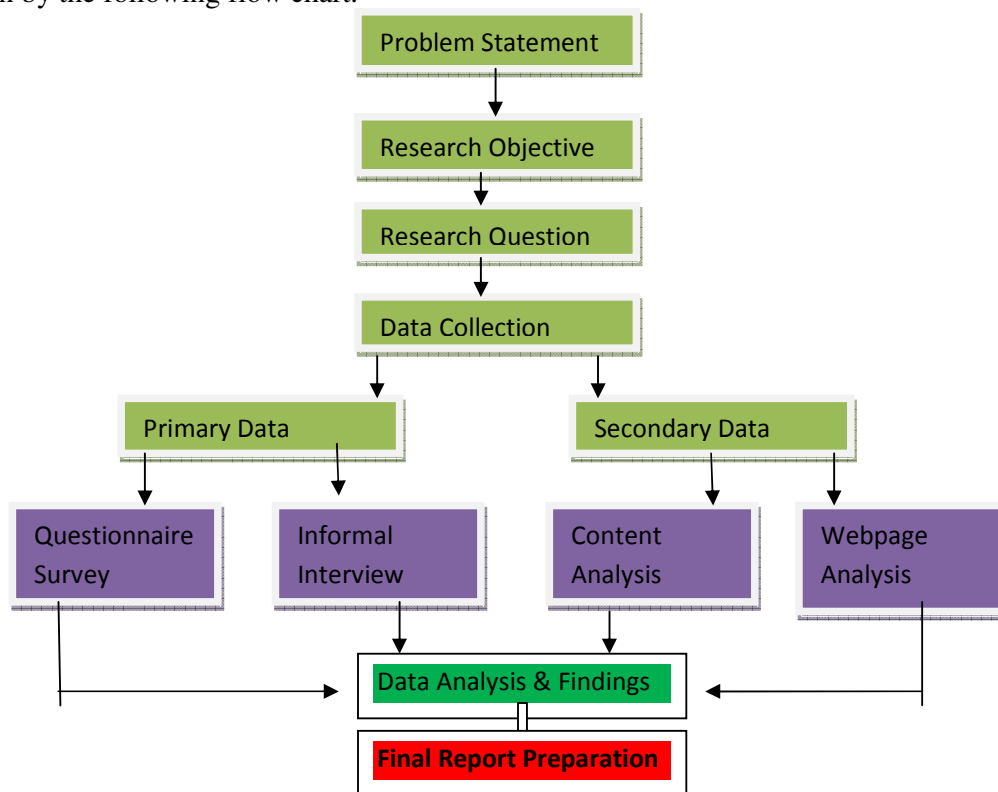 by the following flow chart.
Problem Statement
Research Objective
Research Question
Data Collection
Primary Data
Secondary Data
Questionnaire
Survey
Informal
Interview
Content
Analysis
Webpage
Analysis
Data Analysis & Findings
Final Report Preparation